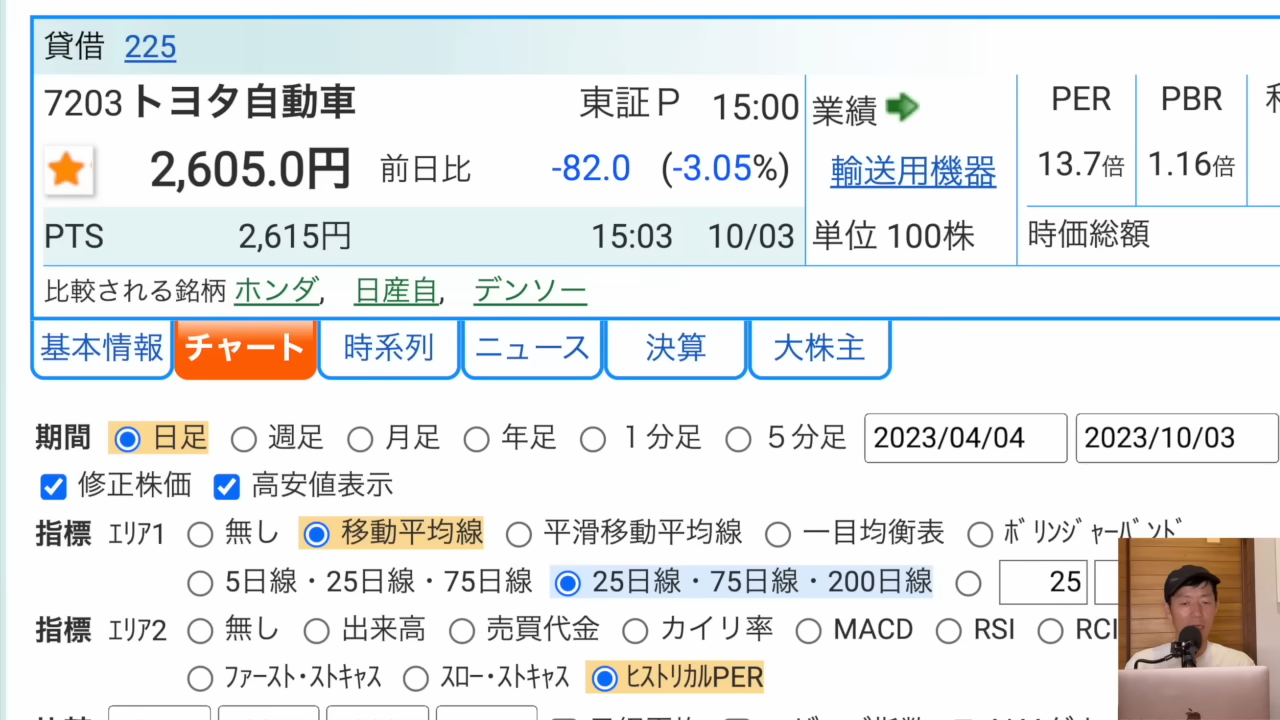 貸借 225
7203 トヨタ自動車 東証P 15:00 業績 PER PBR
2,605.0円 前日比 -82.0 (-3.05%) 輸送用機器 13.7倍 1.16倍
PTS 2,615円 15:03 10/03 単位 100株 時価総額
比較される銘柄 ホンダ, 日産自, デンソー
基本情報 チャート 時系列 ニュース 決算 大株主
期間 日足 週足 月足 年足 1分足 5分足 2023/04/04 2023/10/03
修正株価 高安値表示
指標 ｴﾘｱ1 無し 移動平均線 平滑移動平均線 一目均衡表 ﾎﾞﾘﾝｼﾞｬｰﾊﾞﾝﾄﾞ
5日線・25日線・75日線 25日線・75日線・200日線 25
指標 ｴﾘｱ2 無し 出来高 売買代金 カイリ率 MACD RSI RCI
ﾌｧｰｽﾄ・ｽﾄｷｬｽ ｽﾛｰ・ｽﾄｷｬｽ ﾋｽﾄﾘｶﾙPER